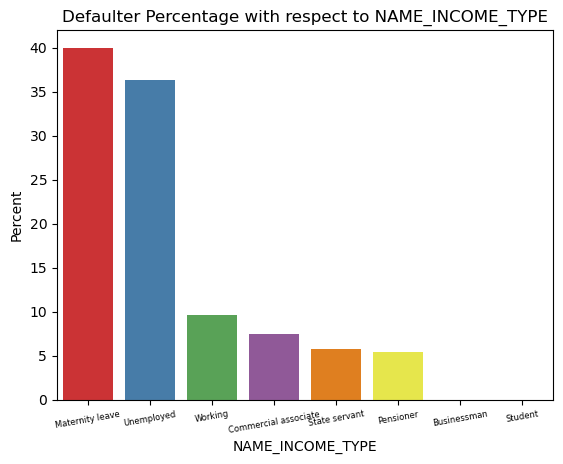 Defaulter Percentage with respect to NAME_INCOME_TYPE
40
35
30
25
20
15
10
5
0
Percent
Maternity leave
Unemployed
Working
Commercial associate
State servant
Pensioner
Businessman
Student
NAME_INCOME_TYPE